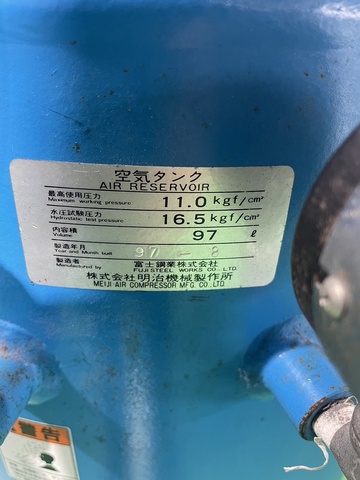 空気タンク
AIR RESERVOIR
最高使用圧力 11.0 kgf/cm²
Maximum working pressure
水圧試験圧力 16.5 kgf/cm²
Hydrostatic test pressure
内容積 97 ℓ
Volume
製造年月 97 - 8
Year and Month built
製造者 富士鋼業株式会社
Manufactured by FUJI STEEL WORKS CO., LTD.
株式会社明治機械製作所
MEIJI AIR COMPRESSOR MFG. CO., LTD.
警告